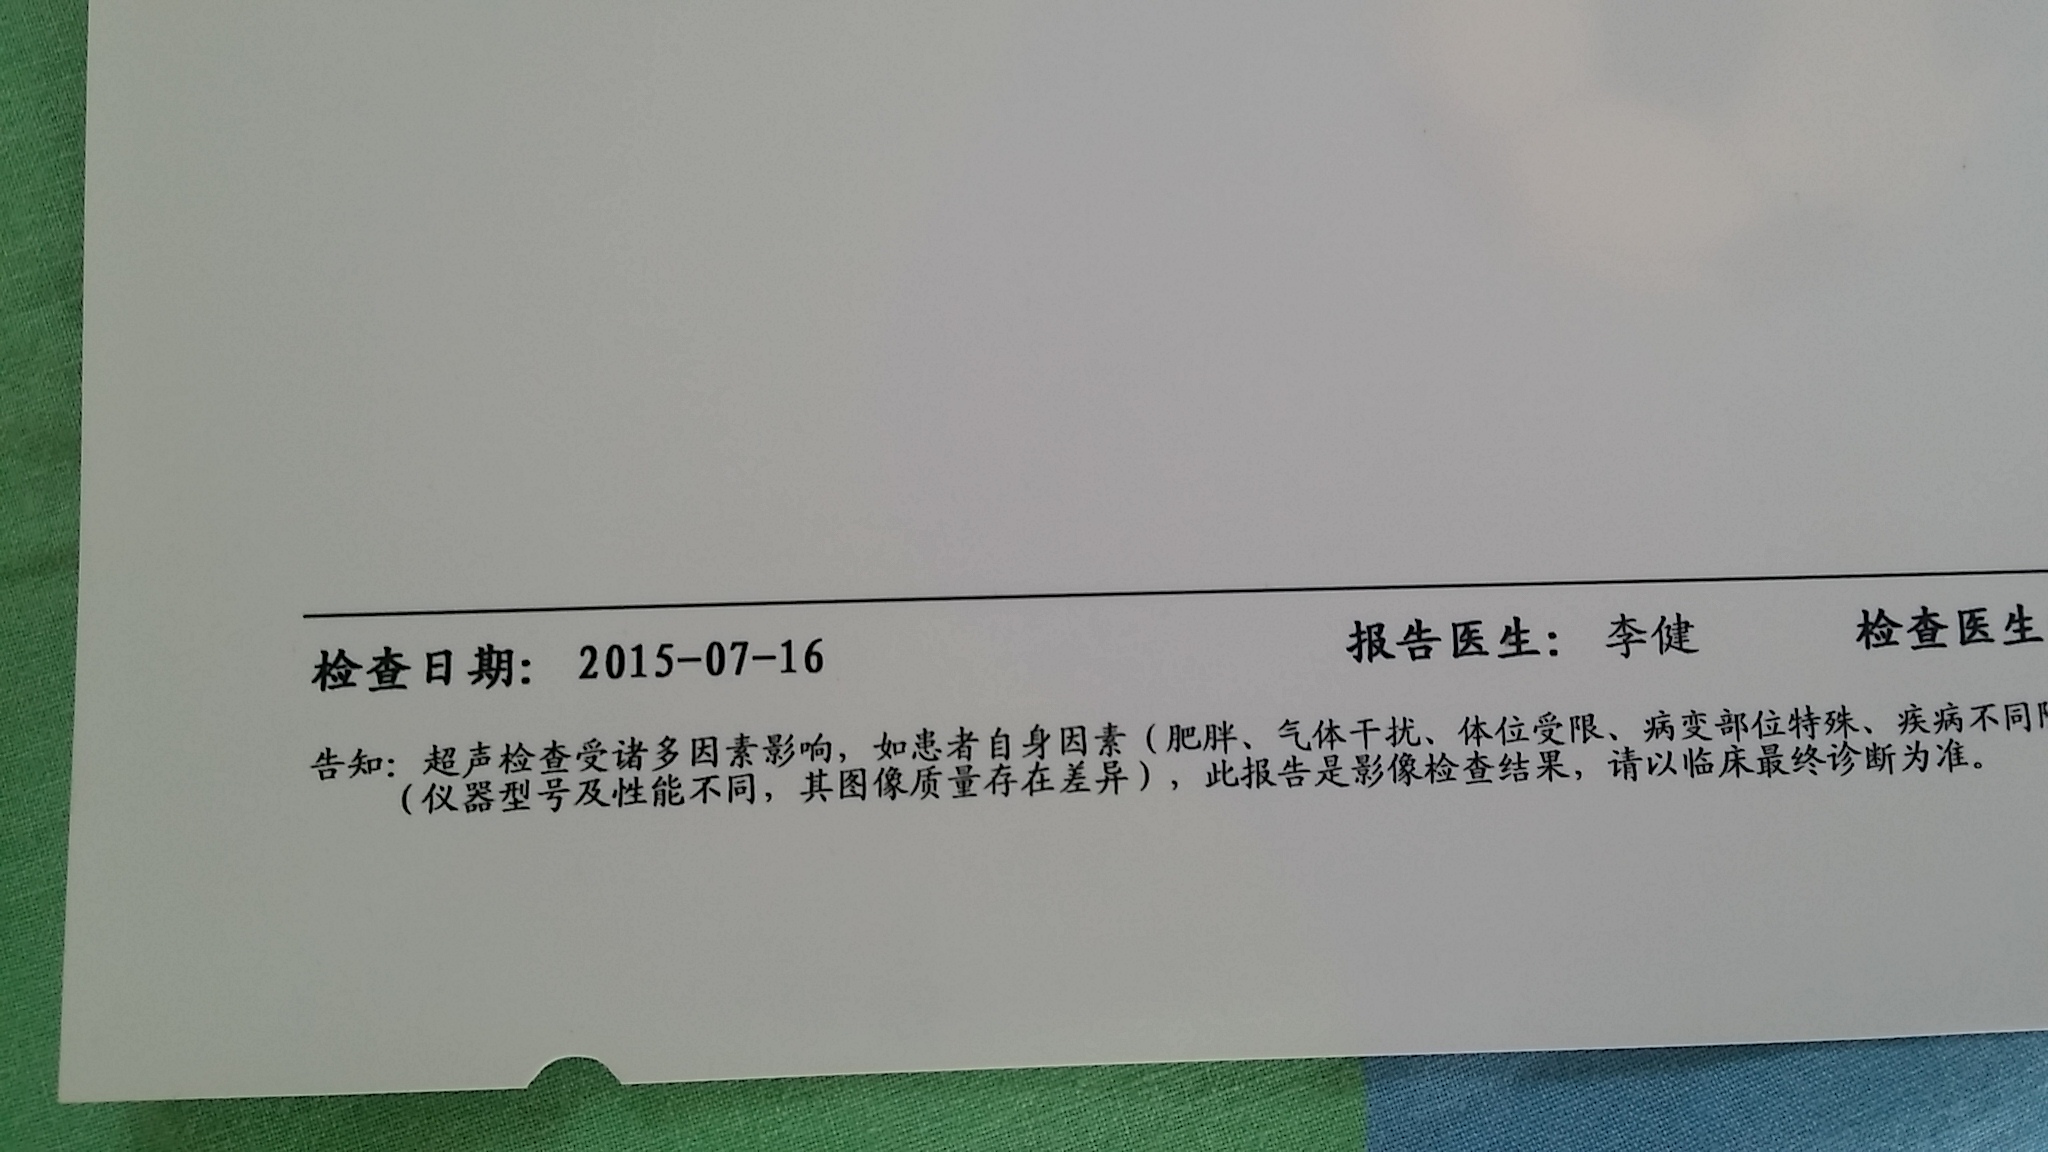 检查日期: 2015-07-16 报告医生: 李健 检查医生
告知: 超声检查受诸多因素影响, 如患者自身因素 (肥胖、气体干扰、体位受限、病变部位特殊、疾病不同
(仪器型号及性能不同, 其图像质量存在差异) , 此报告是影像检查结果, 请以临床最终诊断为准。